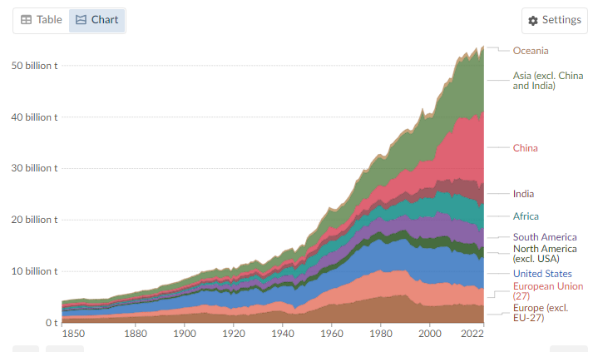 Table
Chart
Settings
50 billion t
40 billion t
30 billion t
20 billion t
10 billion t
0 t
1850
1880
1900
1920
1940
1960
1980
2000
2022
Oceania
Asia (excl. China
and India)
China
India
Africa
South America
North America
(excl. USA)
United States
European Union
(27)
Europe (excl.
EU-27)